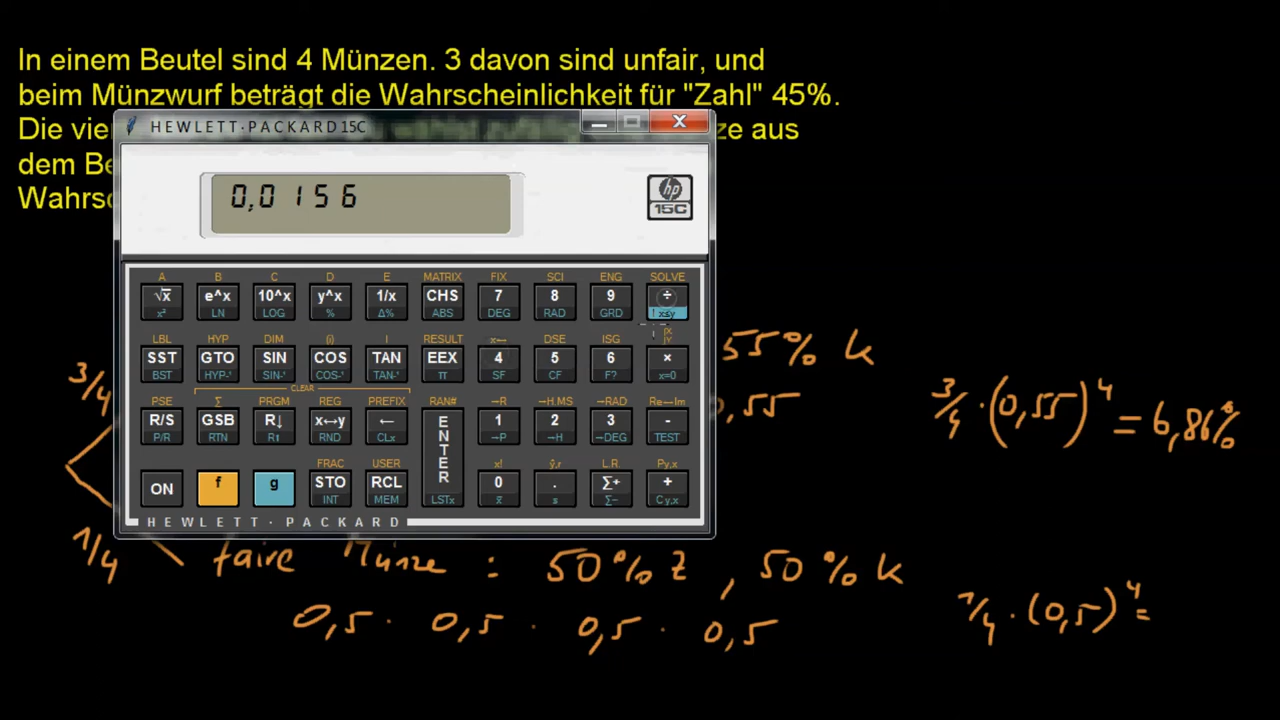 In einem Beutel sind 4 Münzen. 3 davon sind unfair, und
beim Münzwurf beträgt die Wahrscheinlichkeit für "Zahl" 45%.
Die vier
aus
dem Be
Wahrsc
HEWLETT·PACKARD 15C
0,0156
hp
15C
A B C D E MATRIX FIX SCI ENG SOLVE
√x e^x 10^x y^x 1/x CHS 7 8 9 ÷
x² LN LOG % Δ% ABS DEG RAD GRD x≤y
LBL HYP DIM (i) I RESULT x← DSE ISG
SST GTO SIN COS TAN EEX 4 5 6 ×
BST HYP-' SIN-' COS-' TAN-' π SF CF F? x=0
CLEAR
PSE Σ PRGM REG PREFIX RAN# →R →H.MS →RAD Re↔Im
R/S GSB R↓ x↔y ← ENTER 1 2 3 -
P/R RTN R↑ RND CLx →P →H →DEG TEST
FRAC USER x! ŷ,r L.R. Py,x
ON f g STO RCL 0 . Σ+ +
INT MEM LSTx x̄ s Σ− Cy,x
HEWLETT · PACKARD
55% K
3/4
,55
3/4 · (0,55)^4 = 6,86%
1/4 faire Münze : 50% Z , 50% K
0,5 · 0,5 · 0,5 · 0,5
1/4 · (0,5)^4 =